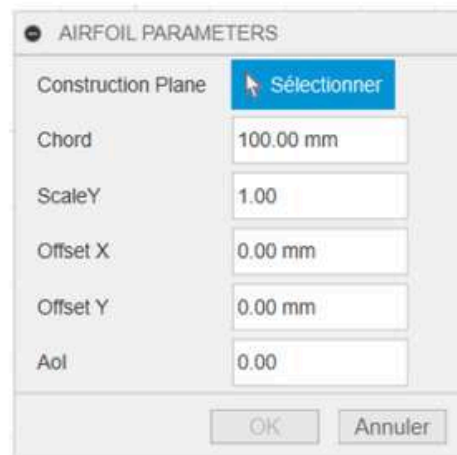 AIRFOIL PARAMETERS
Construction Plane Sélectionner
Chord 100.00 mm
ScaleY 1.00
Offset X 0.00 mm
Offset Y 0.00 mm
AoI 0.00
OK Annuler